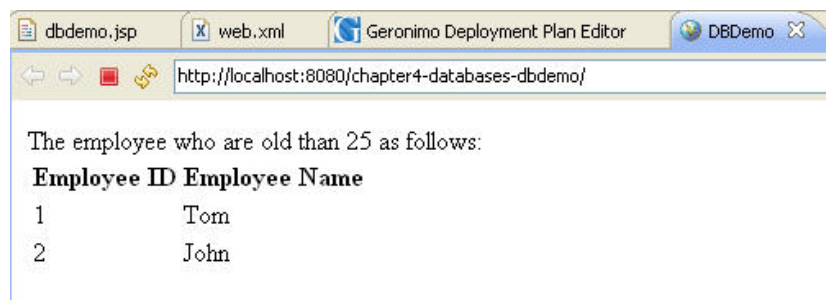 dbdemo.jsp web.xml Geronimo Deployment Plan Editor DBDemo
http://localhost:8080/chapter4-databases-dbdemo/
The employee who are old than 25 as follows:
Employee ID Employee Name
1 Tom
2 John